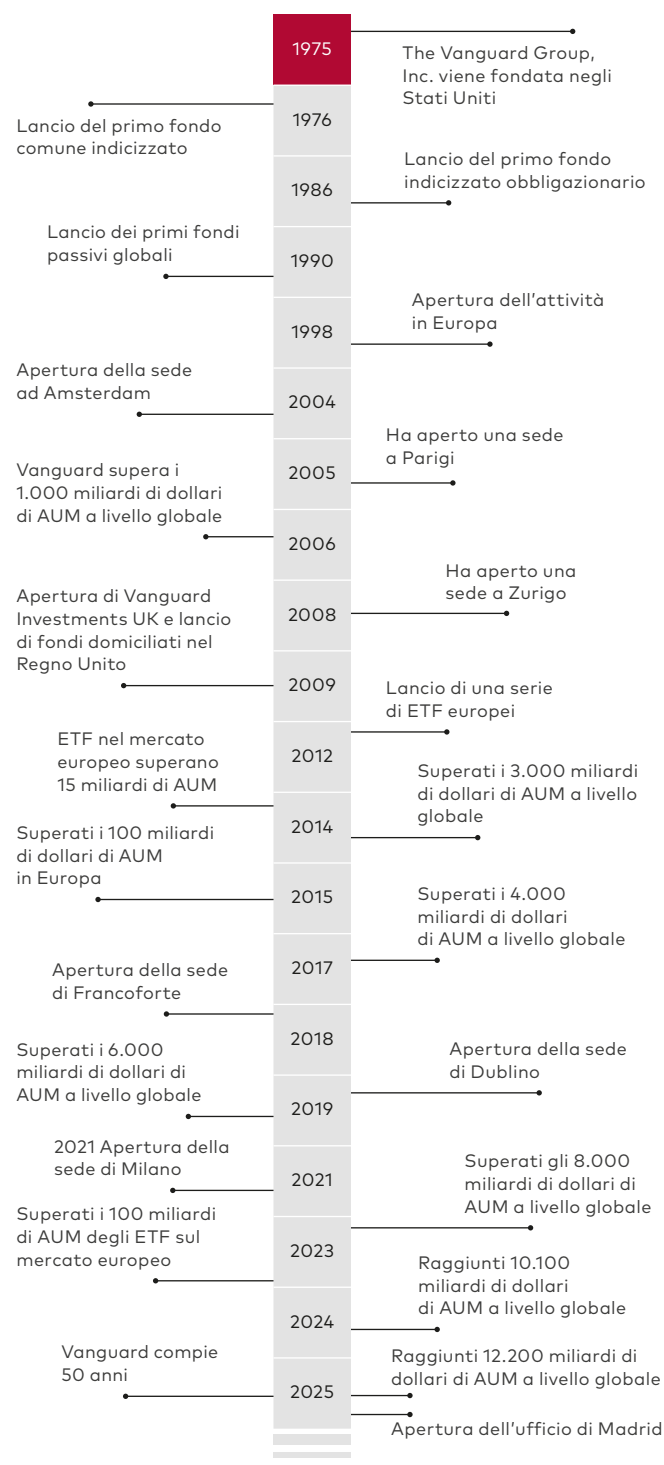 1975
The Vanguard Group,
Inc. viene fondata negli
Stati Uniti
1976
Lancio del primo fondo
comune indicizzato
1986
Lancio del primo fondo
indicizzato obbligazionario
1990
Lancio dei primi fondi
passivi globali
1998
Apertura dell'attività
in Europa
2004
Apertura della sede
ad Amsterdam
2005
Ha aperto una sede
a Parigi
2006
Vanguard supera i
1.000 miliardi di dollari
di AUM a livello globale
2008
Ha aperto una
sede a Zurigo
2009
Apertura di Vanguard
Investments UK e lancio
di fondi domiciliati nel
Regno Unito
2012
Lancio di una serie
di ETF europei
2014
ETF nel mercato
europeo superano
15 miliardi di AUM
Superati i 3.000 miliardi
di dollari di AUM a livello
globale
2015
Superati i 100 miliardi
di dollari di AUM
in Europa
2017
Superati i 4.000
miliardi di dollari
di AUM a livello globale
2018
Apertura della sede
di Francoforte
2019
Superati i 6.000
miliardi di dollari di
AUM a livello globale
Apertura della sede
di Dublino
2021
2021 Apertura della
sede di Milano
Superati gli 8.000
miliardi di dollari di
AUM a livello globale
2023
Superati i 100 miliardi
di AUM degli ETF sul
mercato europeo
2024
Raggiunti 10.100
miliardi di dollari
di AUM a livello globale
2025
Vanguard compie
50 anni
Raggiunti 12.200 miliardi di
dollari di AUM a livello globale
Apertura dell'ufficio di Madrid